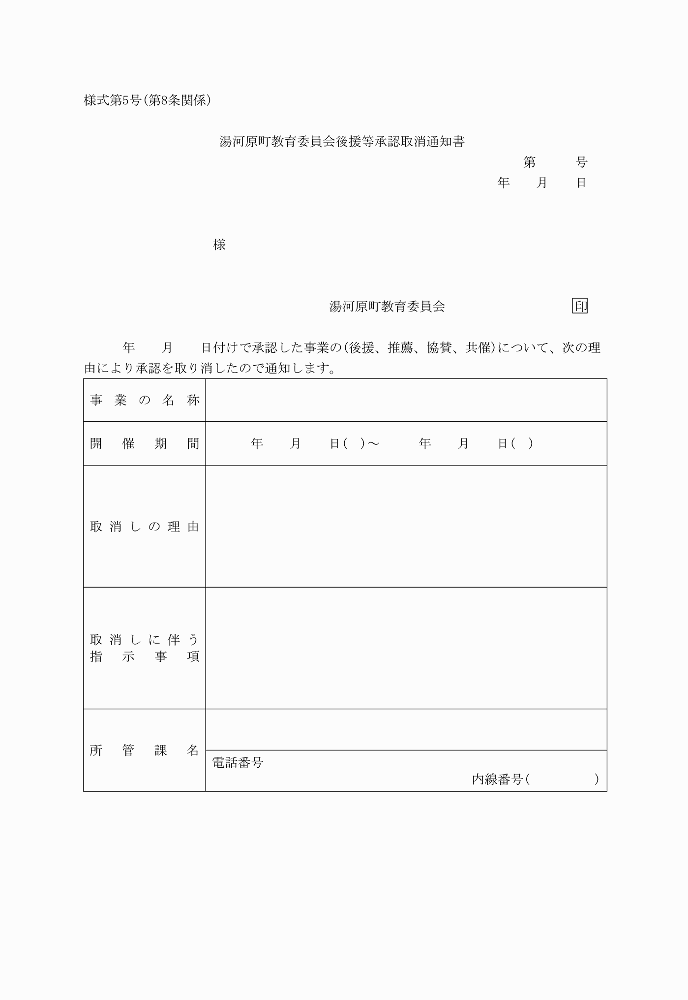 様式第5号(第8条関係)
湯河原町教育委員会後援等承認取消通知書
第　　　号
年　　月　　日
様
湯河原町教育委員会　　　　　　　　　　印
年　　月　　日付けで承認した事業の(後援、推薦、協賛、共催)について、次の理
由により承認を取り消したので通知します。
事業の名称
開催期間
年　　月　　日(　)～　　　年　　月　　日(　)
取消しの理由
取消しに伴う
指示事項
所管課名
電話番号
内線番号(　　　　　)